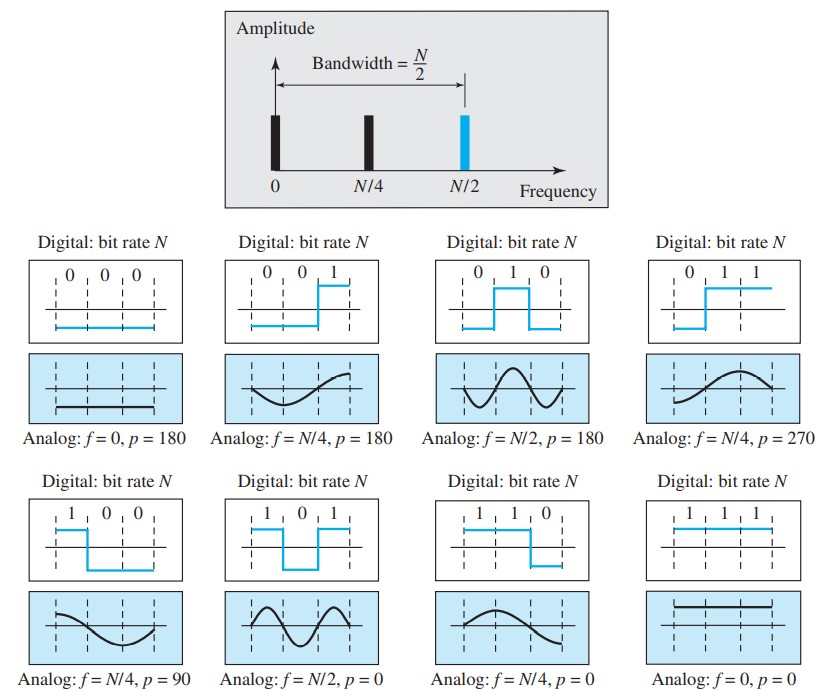 Amplitude
Bandwidth = N/2
0 N/4 N/2 Frequency
Digital: bit rate N Digital: bit rate N Digital: bit rate N Digital: bit rate N
0 0 0 0 0 1 0 1 0 0 1 1
Analog: f = 0, p = 180 Analog: f = N/4, p = 180 Analog: f = N/2, p = 180 Analog: f = N/4, p = 270
Digital: bit rate N Digital: bit rate N Digital: bit rate N Digital: bit rate N
1 0 0 1 0 1 1 1 0 1 1 1
Analog: f = N/4, p = 90 Analog: f = N/2, p = 0 Analog: f = N/4, p = 0 Analog: f = 0, p = 0